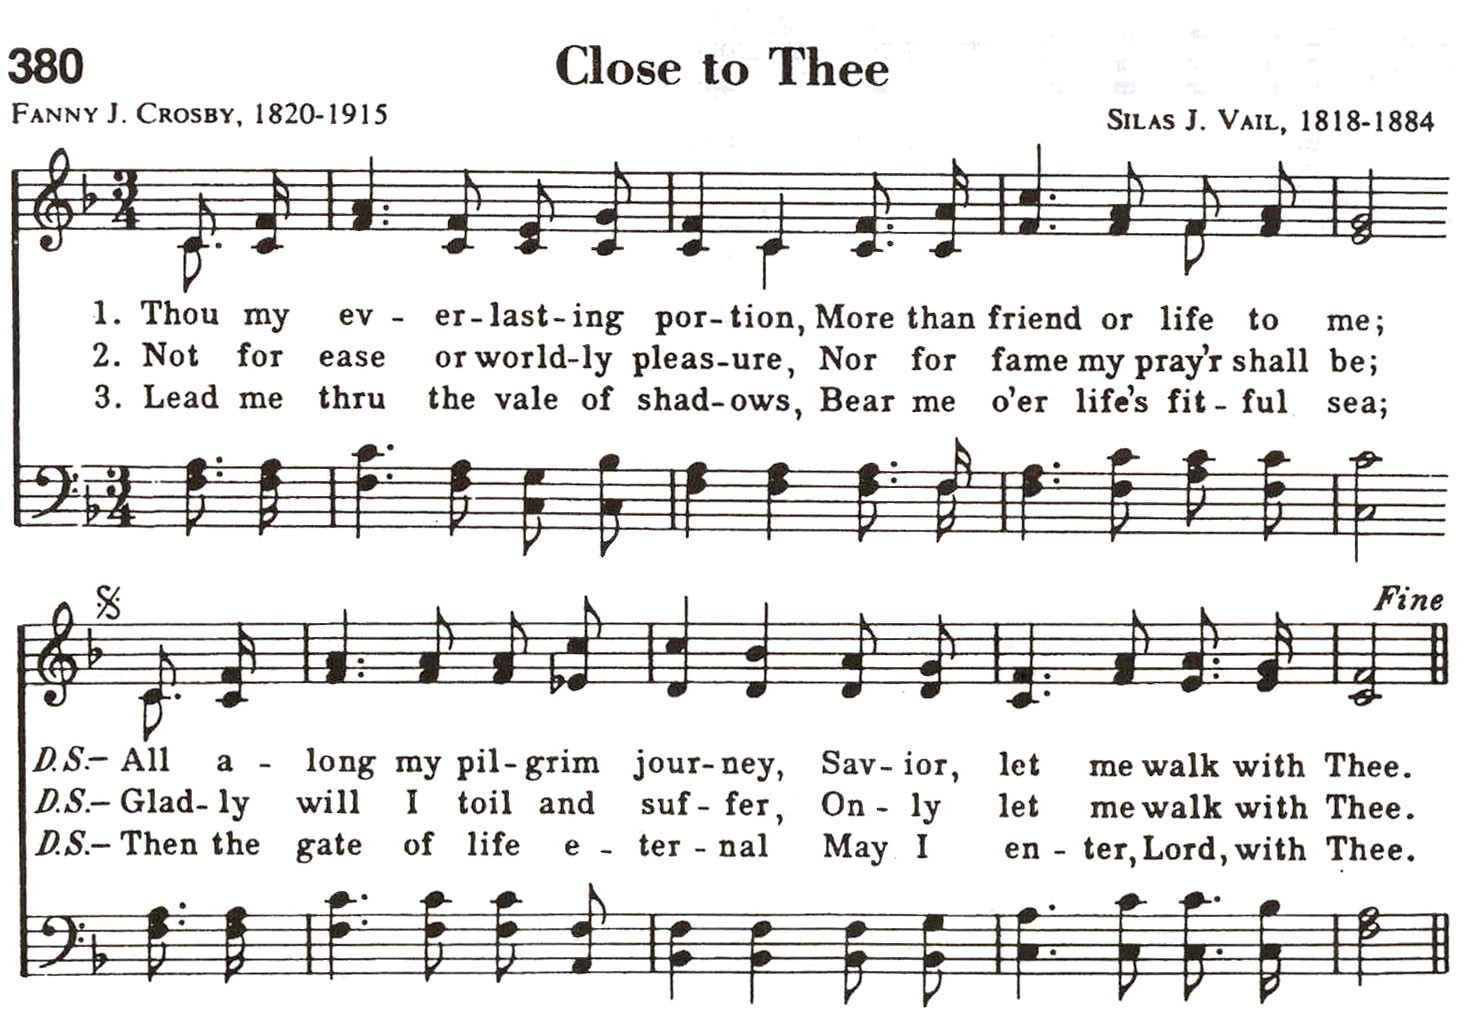 380
Close to Thee
FANNY J. CROSBY, 1820-1915
SILAS J. VAIL, 1818-1884
3/4
1. Thou my ev - er-last-ing por-tion, More than friend or life to me;
2. Not for ease or world-ly pleas-ure, Nor for fame my pray'r shall be;
3. Lead me thru the vale of shad-ows, Bear me o'er life's fit - ful sea;
3/4
Fine
D.S.– All a - long my pil-grim jour-ney, Sav-ior, let me walk with Thee.
D.S.– Glad-ly will I toil and suf-fer, On - ly let me walk with Thee.
D.S.– Then the gate of life e - ter - nal May I en - ter, Lord, with Thee.